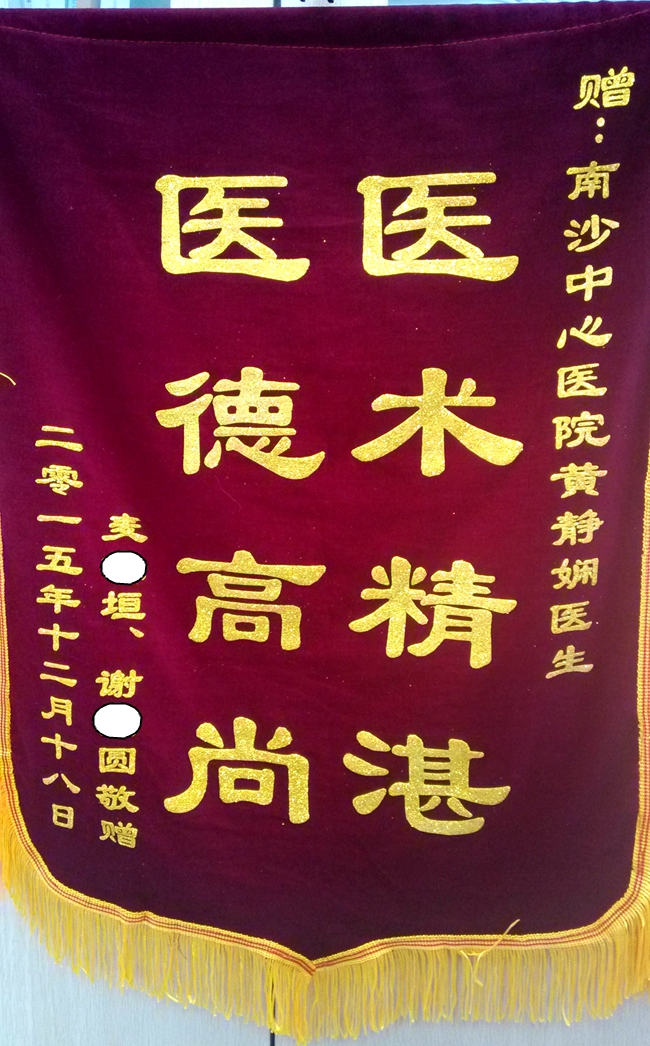 赠：南沙中心医院黄静娴医生
医术精湛
医德高尚
麦 垣、谢 圆敬赠
二零一五年十二月十八日